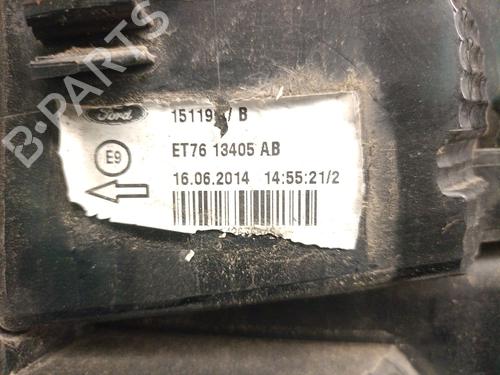 B-PARTS
Ford
B
E9
ET76 13405 AB
16.06.2014 14:55:21/2